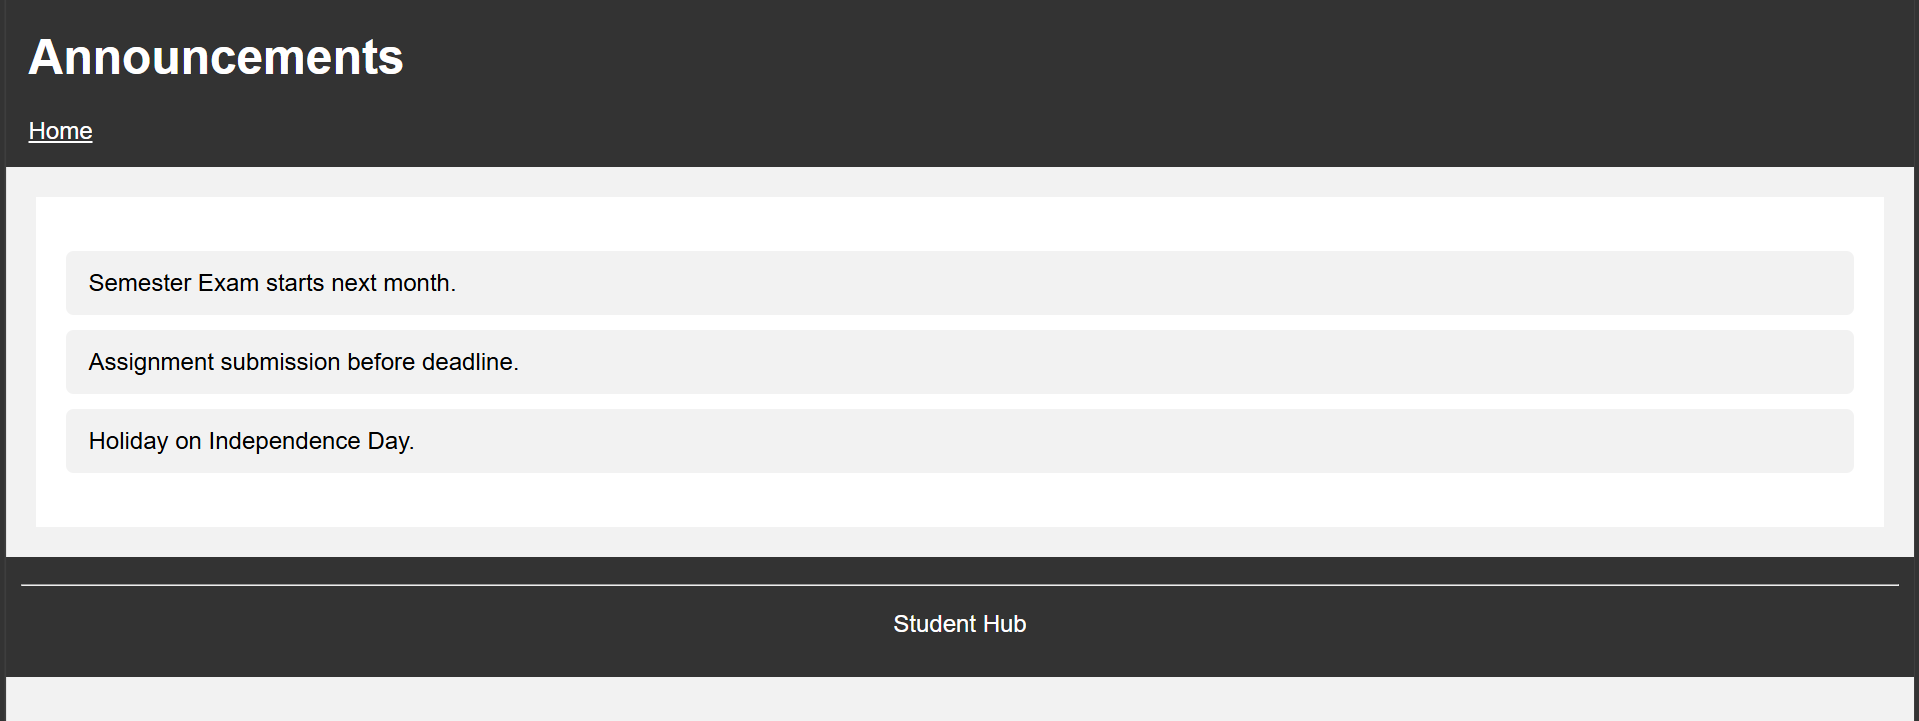 Announcements
Home
Semester Exam starts next month.
Assignment submission before deadline.
Holiday on Independence Day.
Student Hub